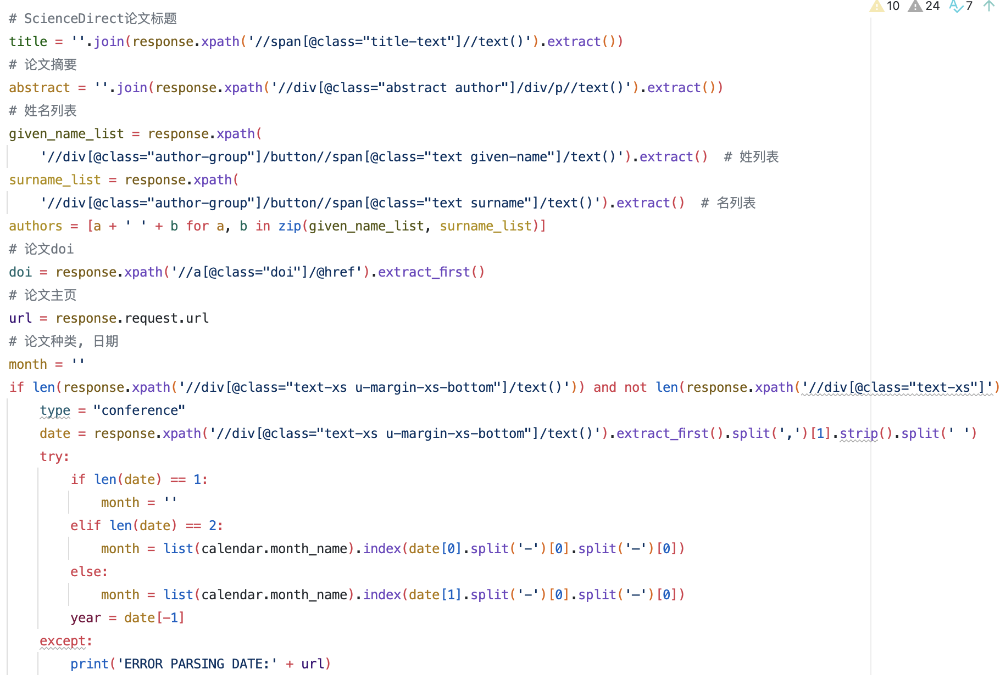 10 24 7
# ScienceDirect论文标题
title = ''.join(response.xpath('//span[@class="title-text"]//text()').extract())
# 论文摘要
abstract = ''.join(response.xpath('//div[@class="abstract author"]/div/p//text()').extract())
# 姓名列表
given_name_list = response.xpath(
    '//div[@class="author-group"]/button//span[@class="text given-name"]/text()').extract()  # 姓列表
surname_list = response.xpath(
    '//div[@class="author-group"]/button//span[@class="text surname"]/text()').extract()  # 名列表
authors = [a + ' ' + b for a, b in zip(given_name_list, surname_list)]
# 论文doi
doi = response.xpath('//a[@class="doi"]/@href').extract_first()
# 论文主页
url = response.request.url
# 论文种类, 日期
month = ''
if len(response.xpath('//div[@class="text-xs u-margin-xs-bottom"]/text()')) and not len(response.xpath('//div[@class="text-xs"]')
    type = "conference"
    date = response.xpath('//div[@class="text-xs u-margin-xs-bottom"]/text()').extract_first().split(',')[1].strip().split(' ')
    try:
        if len(date) == 1:
            month = ''
        elif len(date) == 2:
            month = list(calendar.month_name).index(date[0].split('-')[0].split('–')[0])
        else:
            month = list(calendar.month_name).index(date[1].split('-')[0].split('–')[0])
        year = date[-1]
    except:
        print('ERROR PARSING DATE:' + url)